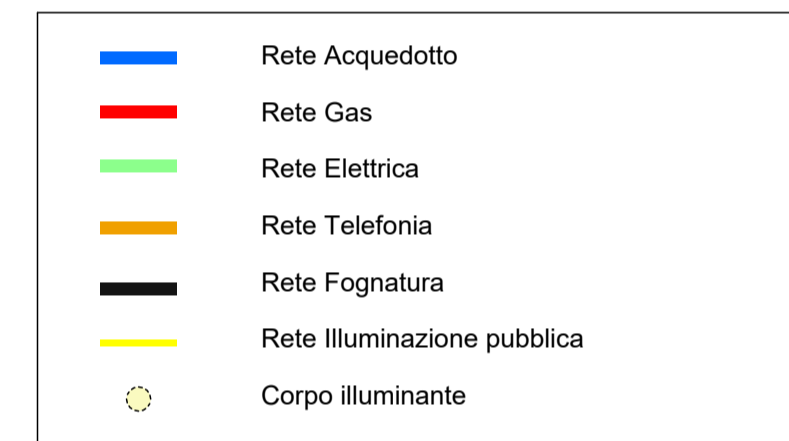 Rete Acquedotto
Rete Gas
Rete Elettrica
Rete Telefonia
Rete Fognatura
Rete Illuminazione pubblica
Corpo illuminante